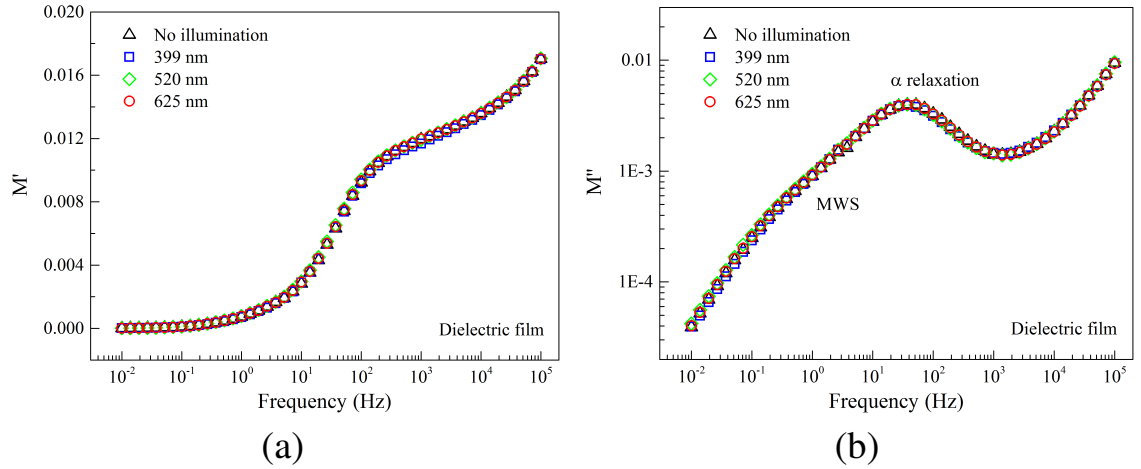 No illumination
399 nm
520 nm
625 nm
0.020
0.016
0.012
0.008
0.004
0.000
M'
Dielectric film
10⁻² 10⁻¹ 10⁰ 10¹ 10² 10³ 10⁴ 10⁵
Frequency (Hz)
(a)
No illumination
399 nm
520 nm
625 nm
0.01
1E-3
1E-4
M"
α relaxation
MWS
Dielectric film
10⁻² 10⁻¹ 10⁰ 10¹ 10² 10³ 10⁴ 10⁵
Frequency (Hz)
(b)